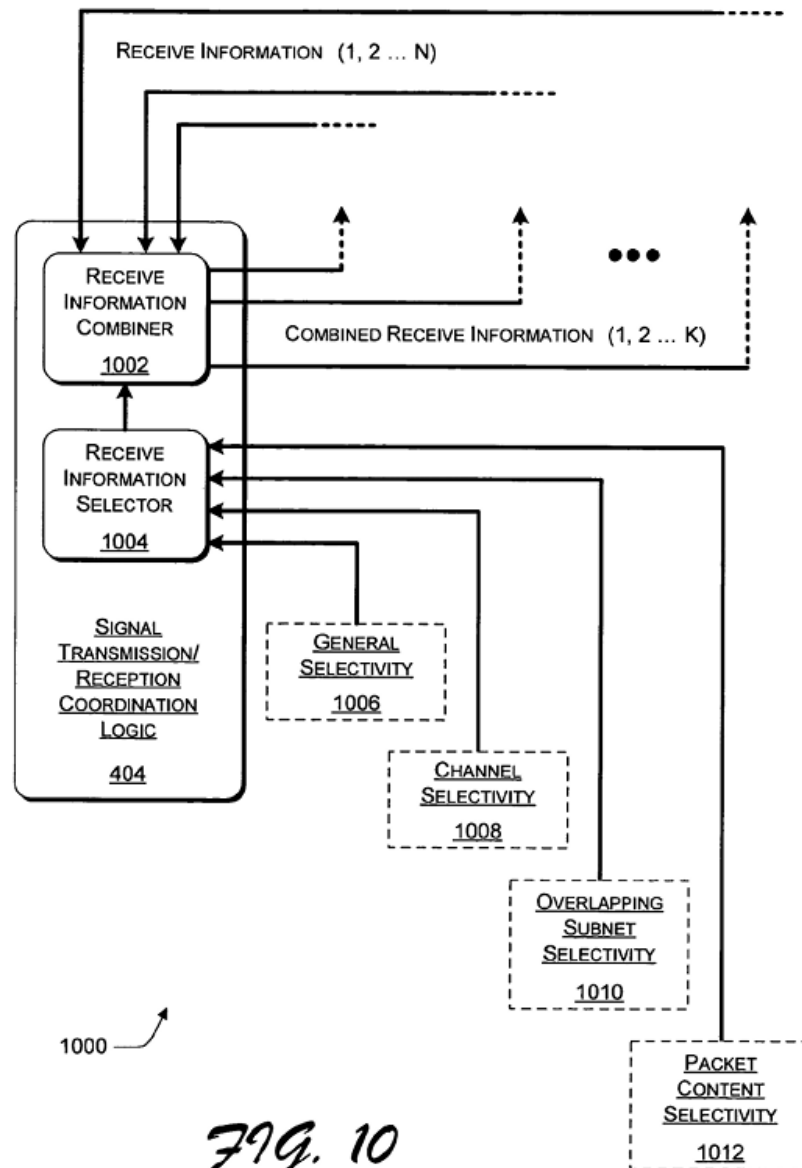 RECEIVE INFORMATION (1, 2 ... N)
RECEIVE
INFORMATION
COMBINER
1002
COMBINED RECEIVE INFORMATION (1, 2 ... K)
RECEIVE
INFORMATION
SELECTOR
1004
SIGNAL
TRANSMISSION/
RECEPTION
COORDINATION
LOGIC
404
GENERAL
SELECTIVITY
1006
CHANNEL
SELECTIVITY
1008
OVERLAPPING
SUBNET
SELECTIVITY
1010
1000
PACKET
CONTENT
SELECTIVITY
1012
FIG. 10